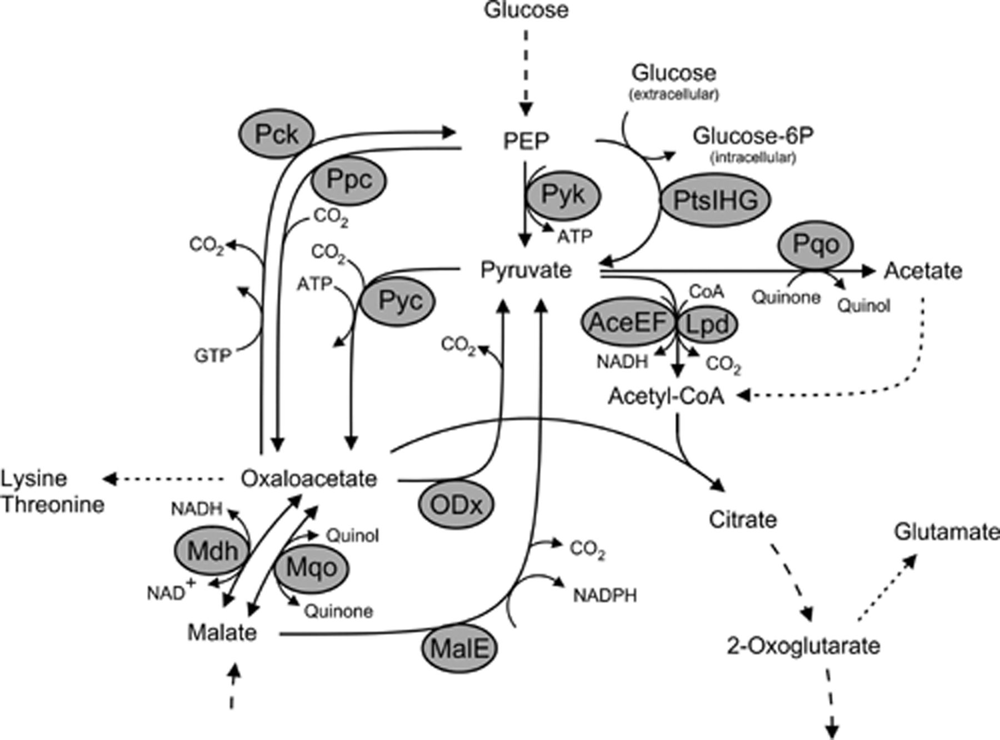 Glucose
Glucose
(extracellular)
Pck
PEP
Glucose-6P
(intracellular)
Ppc
Pyk
PtsIHG
CO2
ATP
CO2
Pqo
CO2
Pyruvate
Acetate
ATP
Pyc
CoA
Quinone
Quinol
AceEF
Lpd
GTP
CO2
NADH
CO2
Acetyl-CoA
Lysine
Threonine
Oxaloacetate
ODx
NADH
Citrate
Glutamate
Quinol
Mdh
CO2
Mqo
NAD+
NADPH
Quinone
Malate
MalE
2-Oxoglutarate